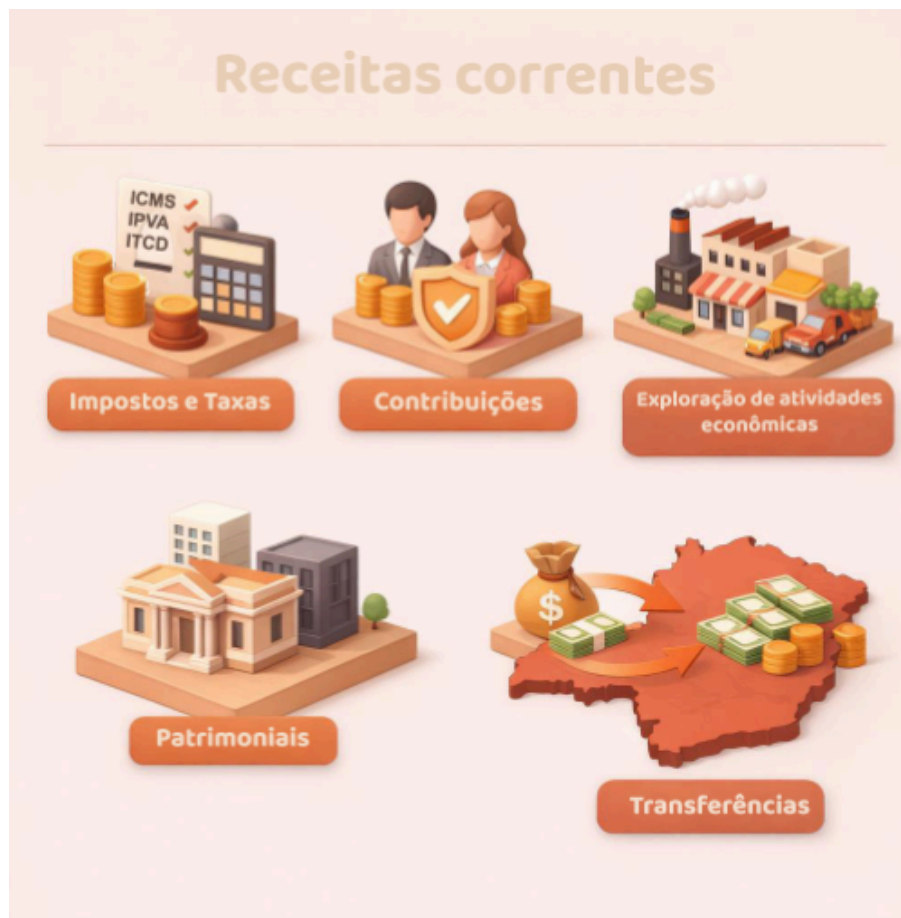 Receitas correntes
ICMS
IPVA
ITCD
Impostos e Taxas
Contribuições
Exploração de atividades
econômicas
Patrimoniais
$
Transferências